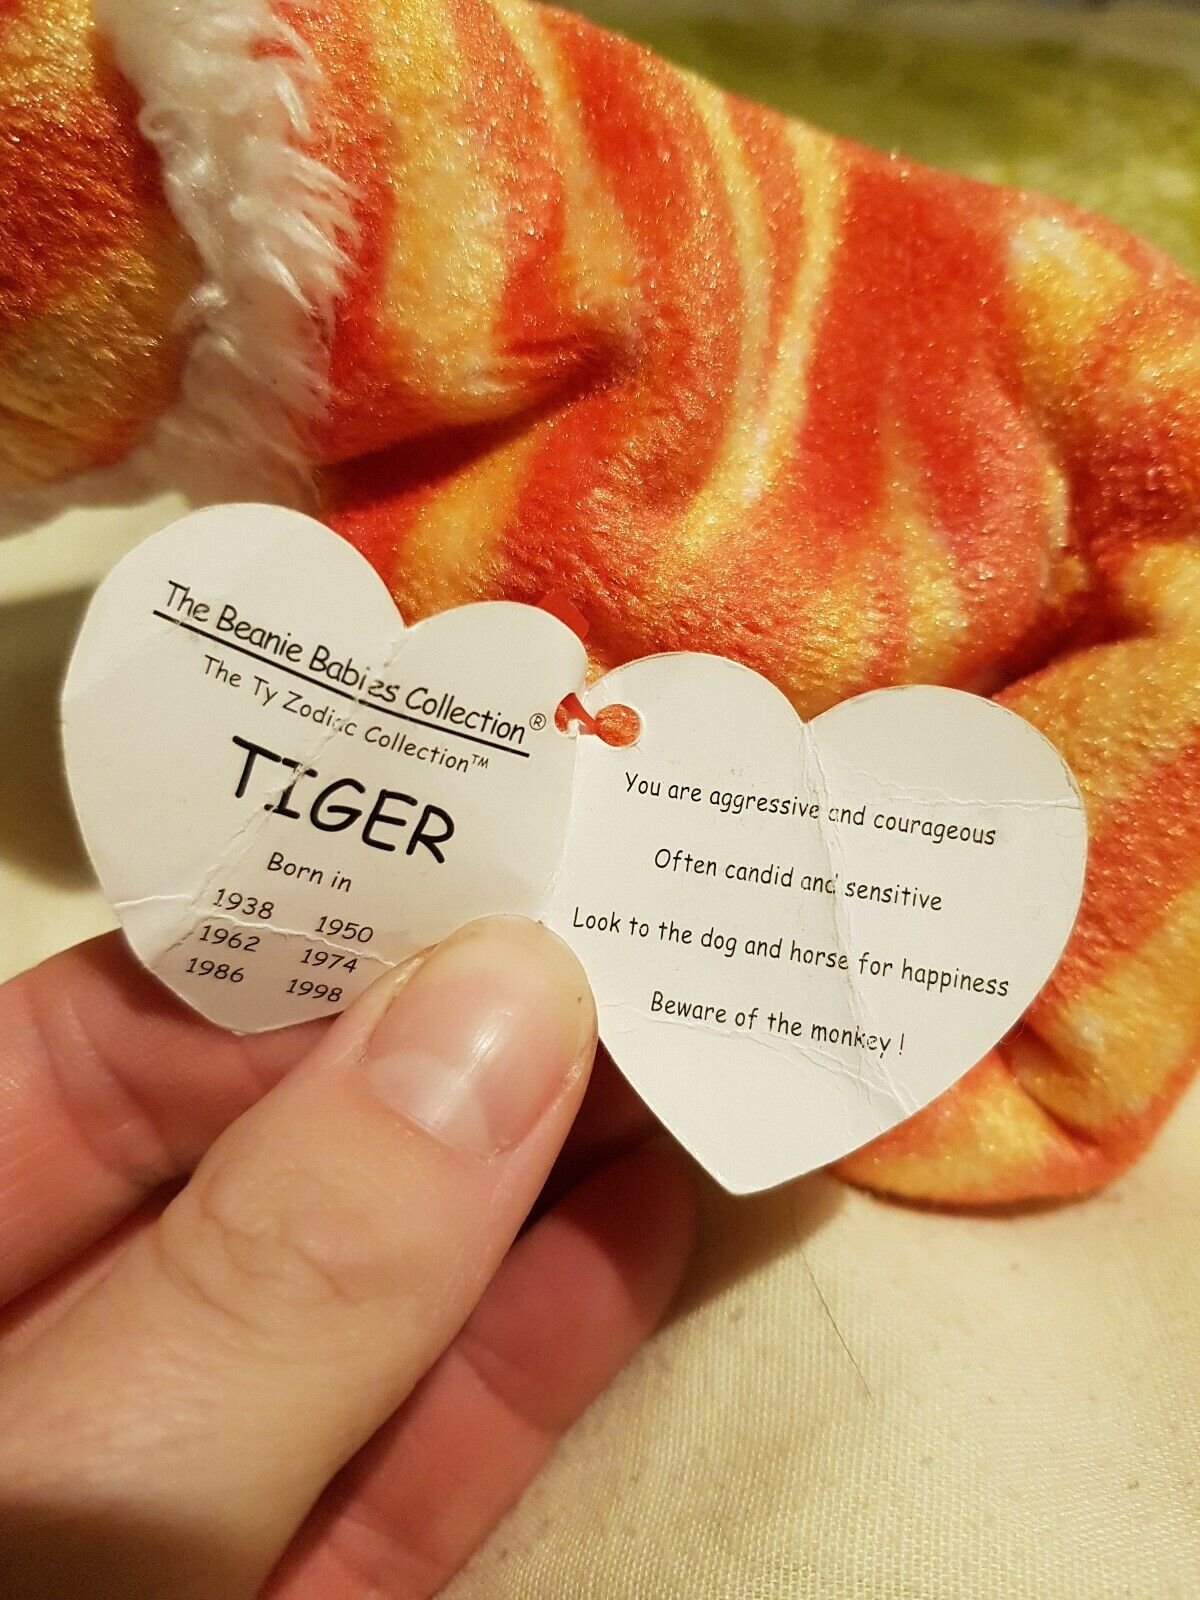 The Beanie Babies Collection®
The Ty Zodiac Collection™
TIGER
Born in
1938 1950
1962 1974
1986 1998
You are aggressive and courageous
Often candid and sensitive
Look to the dog and horse for happiness
Beware of the monkey !